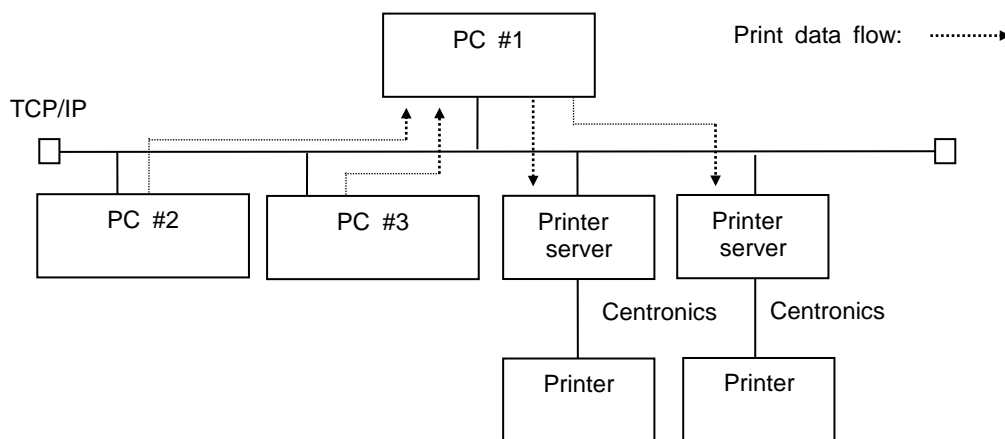 PC #1
Print data flow:
TCP/IP
PC #2
PC #3
Printer
server
Printer
server
Centronics
Centronics
Printer
Printer